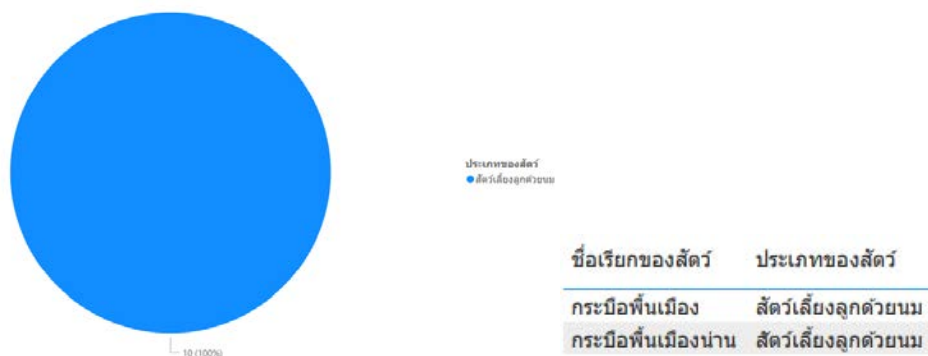 ประเภทของสัตว์
สัตว์เลี้ยงลูกด้วยนม
10 (100%)
ชื่อเรียกของสัตว์ ประเภทของสัตว์
กระบือพื้นเมือง สัตว์เลี้ยงลูกด้วยนม
กระบือพื้นเมืองน่าน สัตว์เลี้ยงลูกด้วยนม